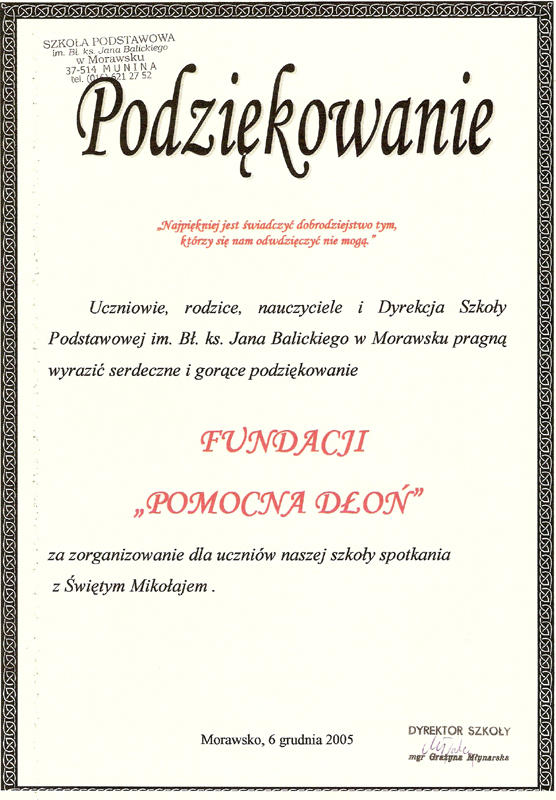 SZKOŁA PODSTAWOWA
im. Bł. ks. Jana Balickiego
w Morawsku
37-514 MUNINA
tel. (016) 621 27 52
Podziękowanie
„Najpiękniej jest świadczyć dobrodziejstwo tym,
którzy się nam odwdzięczyć nie mogą.”
Uczniowie, rodzice, nauczyciele i Dyrekcja Szkoły
Podstawowej im. Bł. ks. Jana Balickiego w Morawsku pragną
wyrazić serdeczne i gorące podziękowanie
FUNDACJI
„POMOCNA DŁOŃ”
za zorganizowanie dla uczniów naszej szkoły spotkania
z Świętym Mikołajem .
Morawsko, 6 grudnia 2005
DYREKTOR SZKOŁY
mgr Grażyna Młynarska